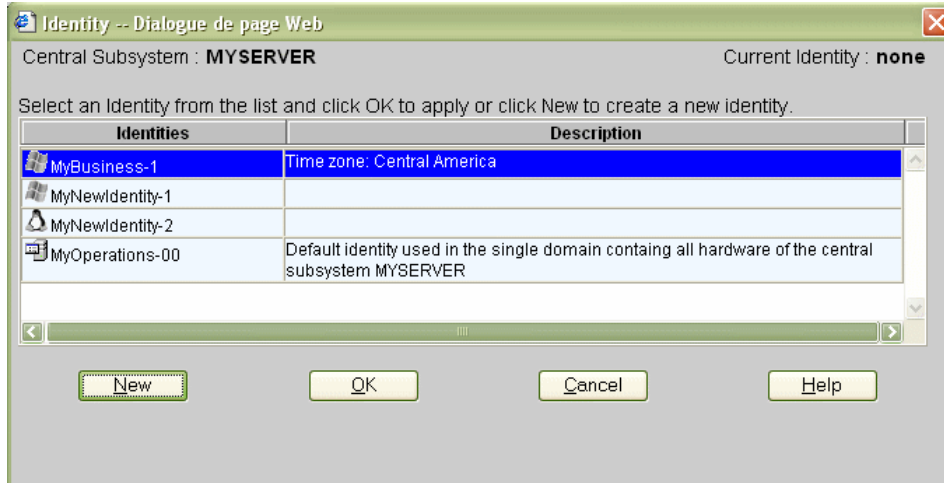 Identity -- Dialogue de page Web
Central Subsystem : MYSERVER Current Identity : none
Select an Identity from the list and click OK to apply or click New to create a new identity.
Identities Description
MyBusiness-1 Time zone: Central America
MyNewIdentity-1
MyNewIdentity-2
MyOperations-00 Default identity used in the single domain containg all hardware of the central
subsystem MYSERVER
New OK Cancel Help